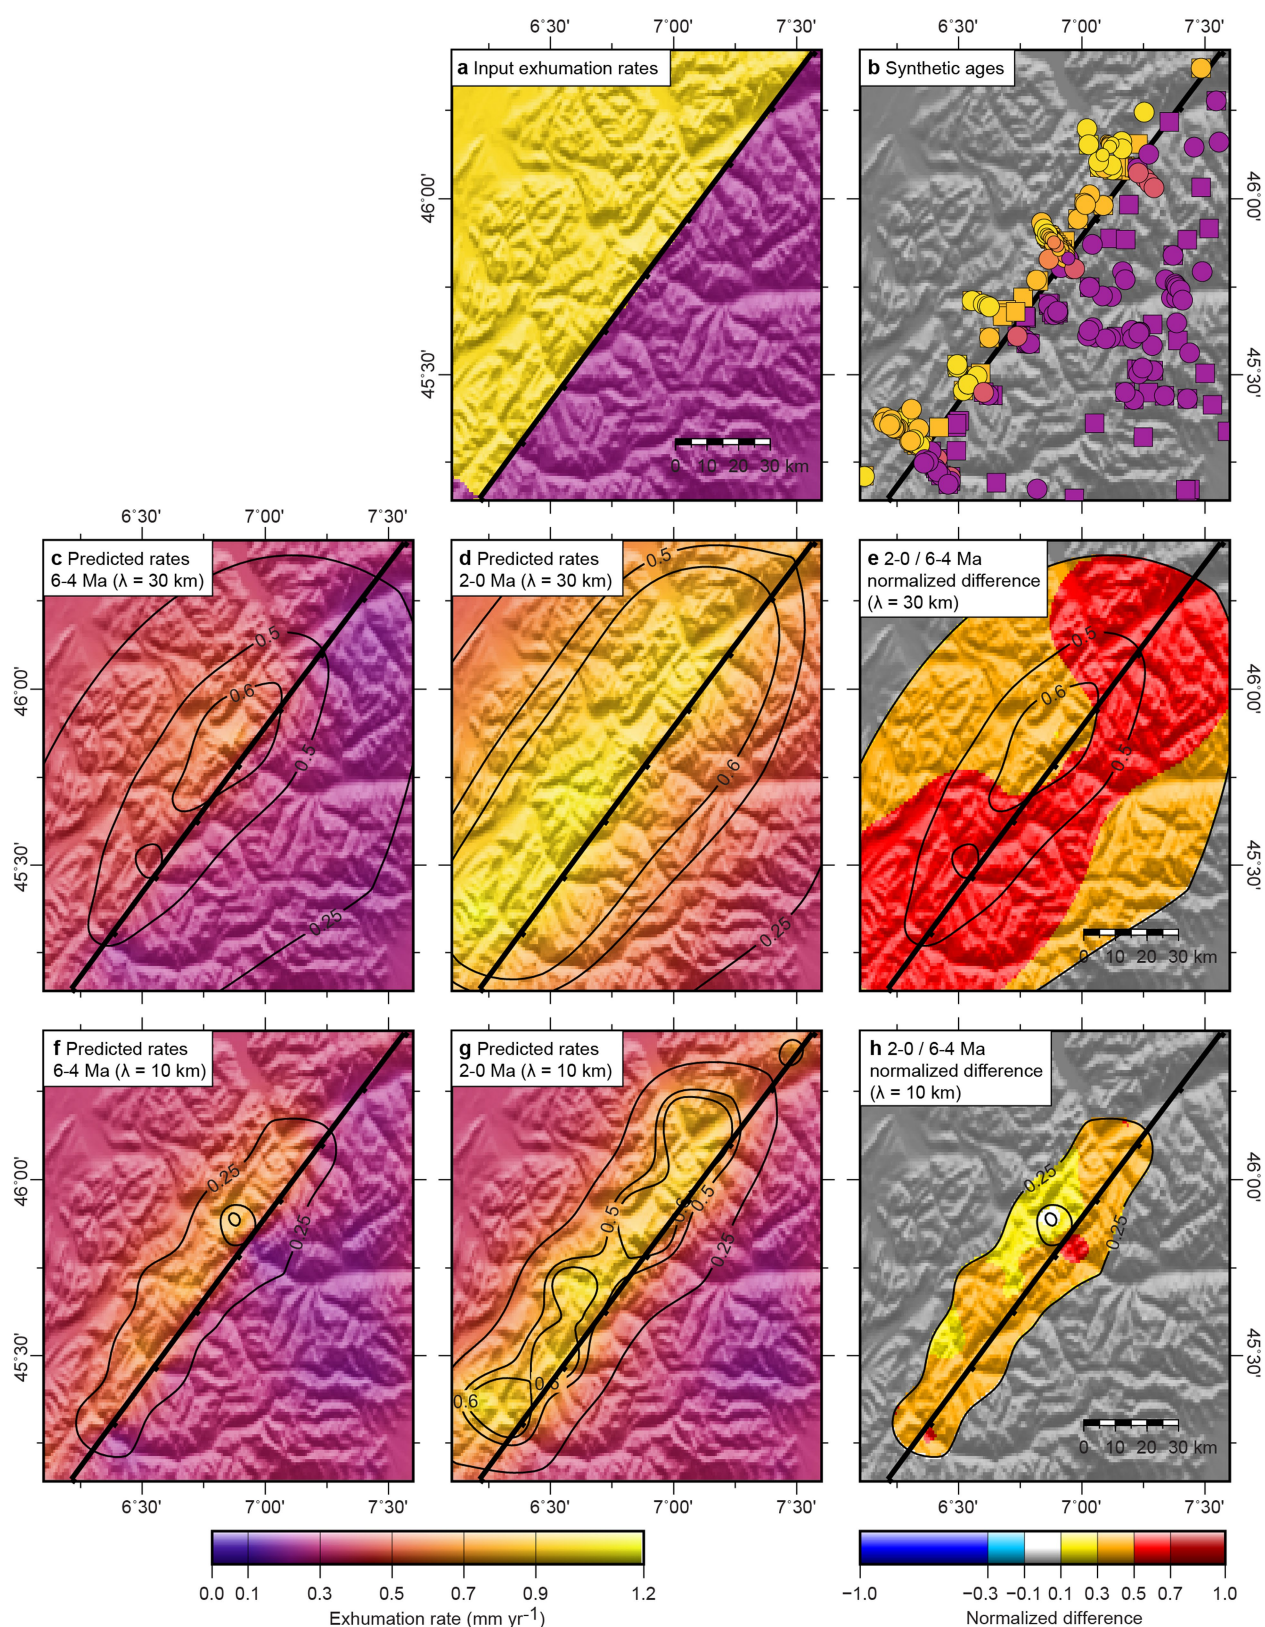 6˚30' 7˚00' 7˚30' 6˚30' 7˚00' 7˚30'
a Input exhumation rates
b Synthetic ages
46˚00' 46˚00'
45˚30' 45˚30'
0 10 20 30 km
6˚30' 7˚00' 7˚30'
c Predicted rates
6-4 Ma (λ = 30 km)
0.5
0.6
0.5
0.25
46˚00'
45˚30'
d Predicted rates
2-0 Ma (λ = 30 km)
0.5
0.6
0.25
e 2-0 / 6-4 Ma
normalized difference
(λ = 30 km)
0.5
0.6
0.5
46˚00'
45˚30'
0 10 20 30 km
f Predicted rates
6-4 Ma (λ = 10 km)
0.25
0.25
46˚00'
45˚30'
6˚30' 7˚00' 7˚30'
g Predicted rates
2-0 Ma (λ = 10 km)
0.5
0.6
0.5
0.25
0.6
0.6
6˚30' 7˚00' 7˚30'
h 2-0 / 6-4 Ma
normalized difference
(λ = 10 km)
0.25
0.25
46˚00'
45˚30'
0 10 20 30 km
6˚30' 7˚00' 7˚30'
0.0 0.1 0.3 0.5 0.7 0.9 1.2
Exhumation rate (mm yr⁻¹)
−1.0 −0.3 −0.1 0.1 0.3 0.5 0.7 1.0
Normalized difference